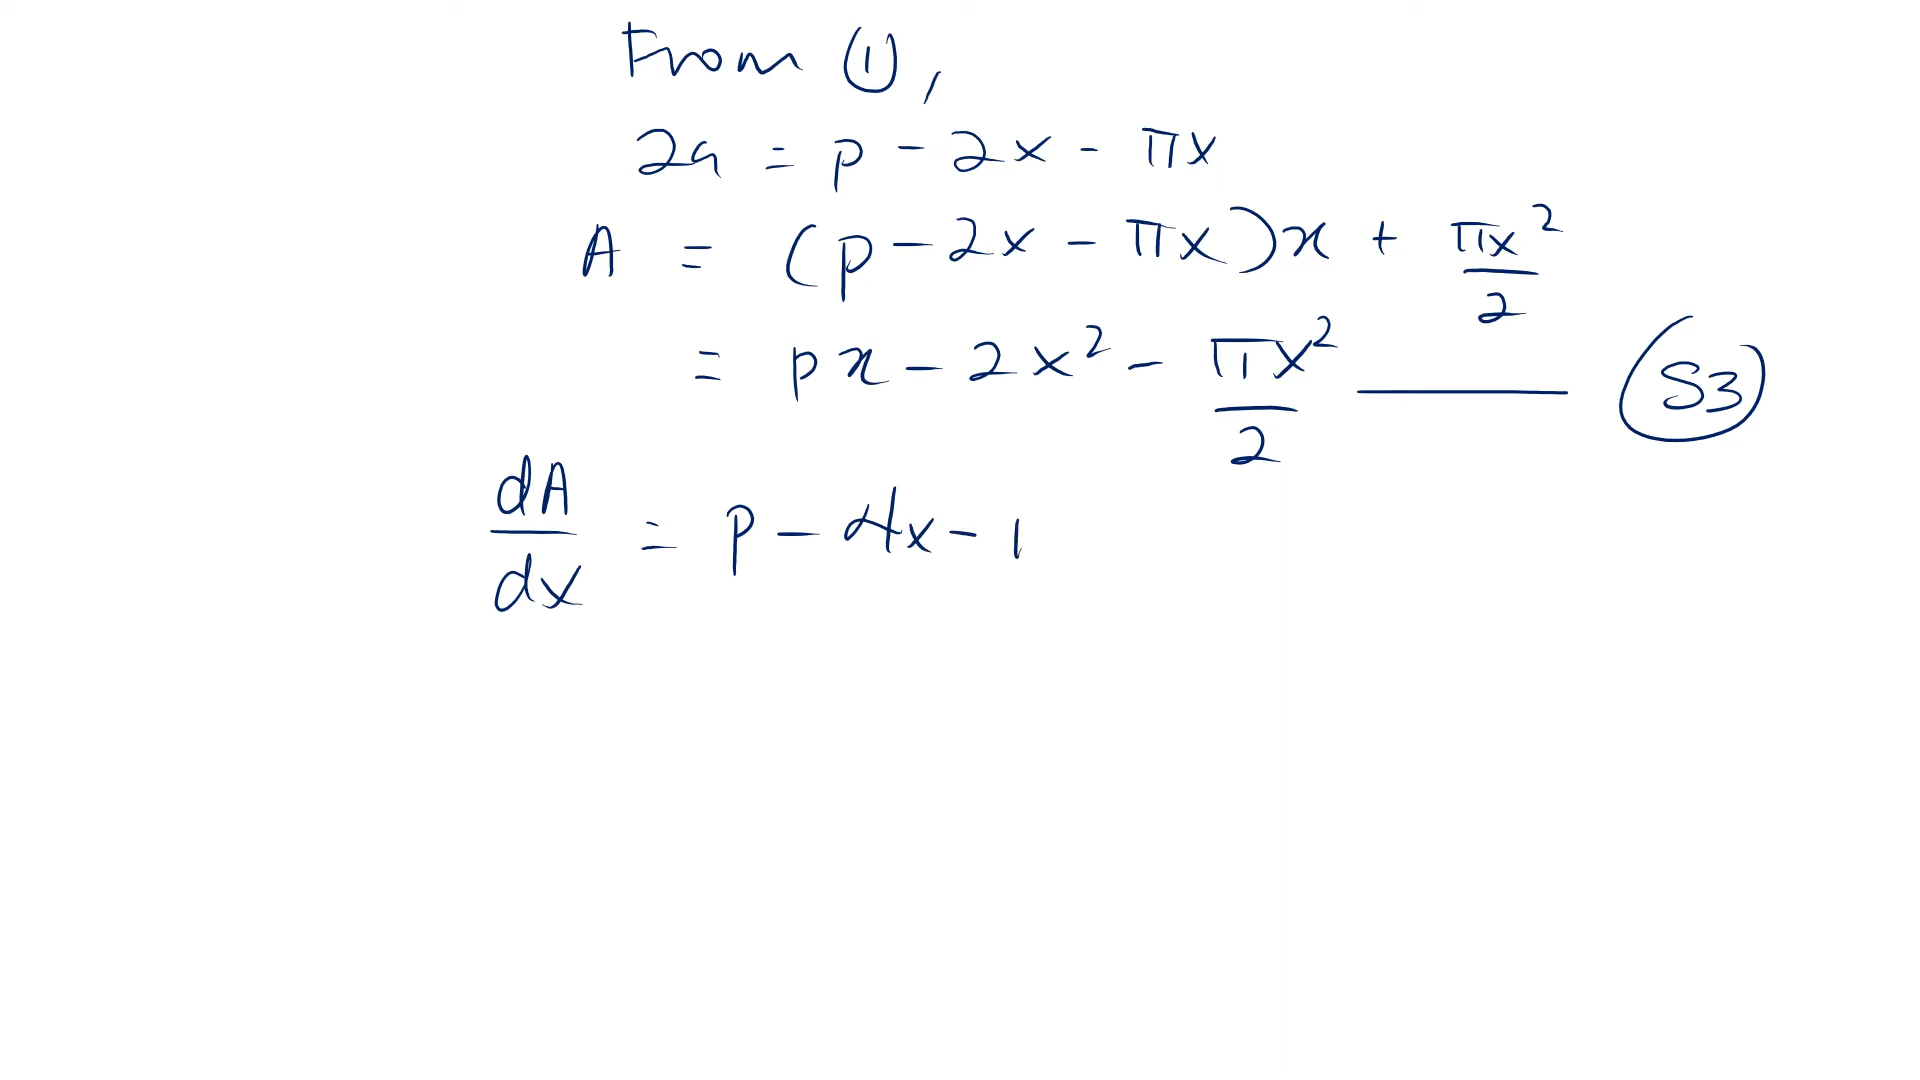 From ①,
2a = p - 2x - πx
A = (p - 2x - πx)x + πx²/2
= px - 2x² - πx²/2 ——— (S3)
dA/dx = p - 4x - 1